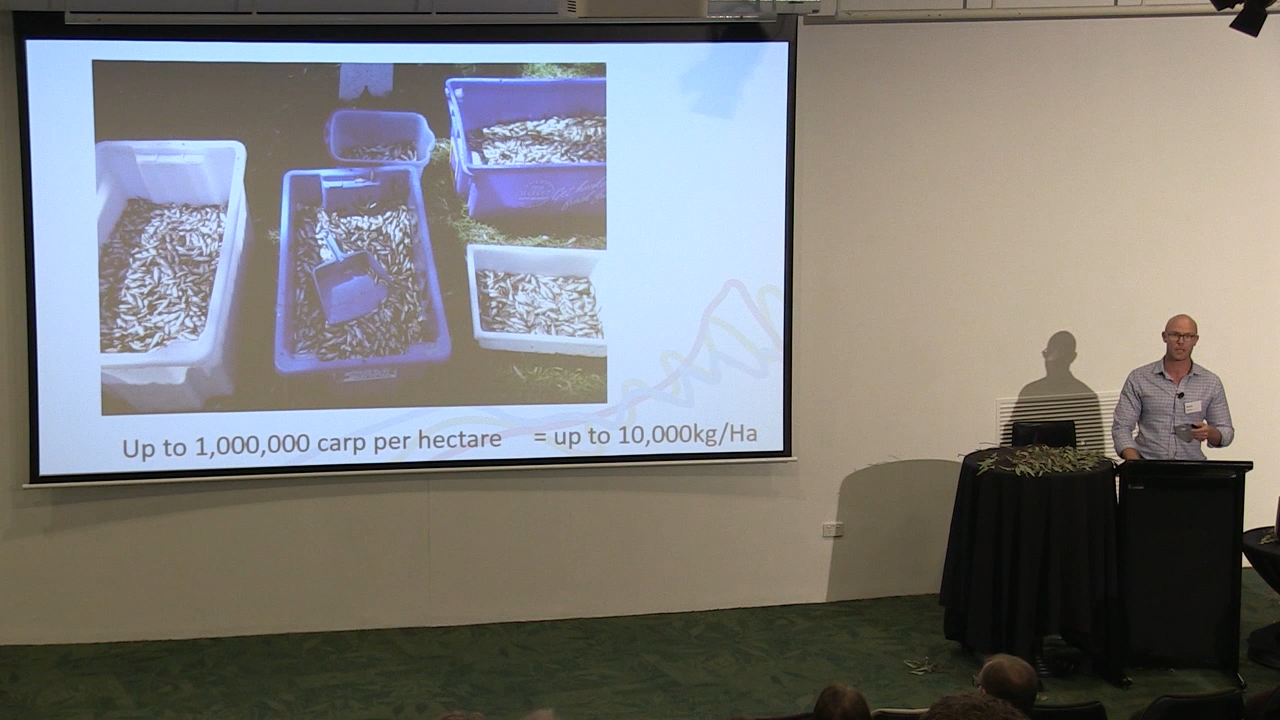 Up to 1,000,000 carp per hectare = up to 10,000kg/Ha